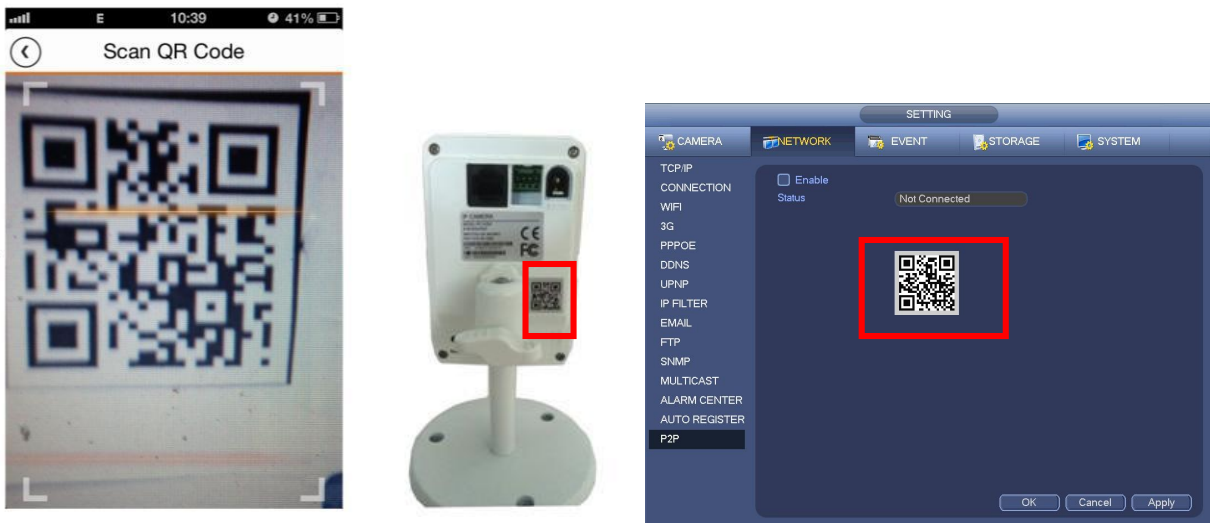 E 10:39 41%
Scan QR Code
IP CAMERA
CE
FC
SETTING
CAMERA NETWORK EVENT STORAGE SYSTEM
TCP/IP
CONNECTION
WIFI
3G
PPPOE
DDNS
UPNP
IP FILTER
EMAIL
FTP
SNMP
MULTICAST
ALARM CENTER
AUTO REGISTER
P2P
Enable
Status Not Connected
OK Cancel Apply